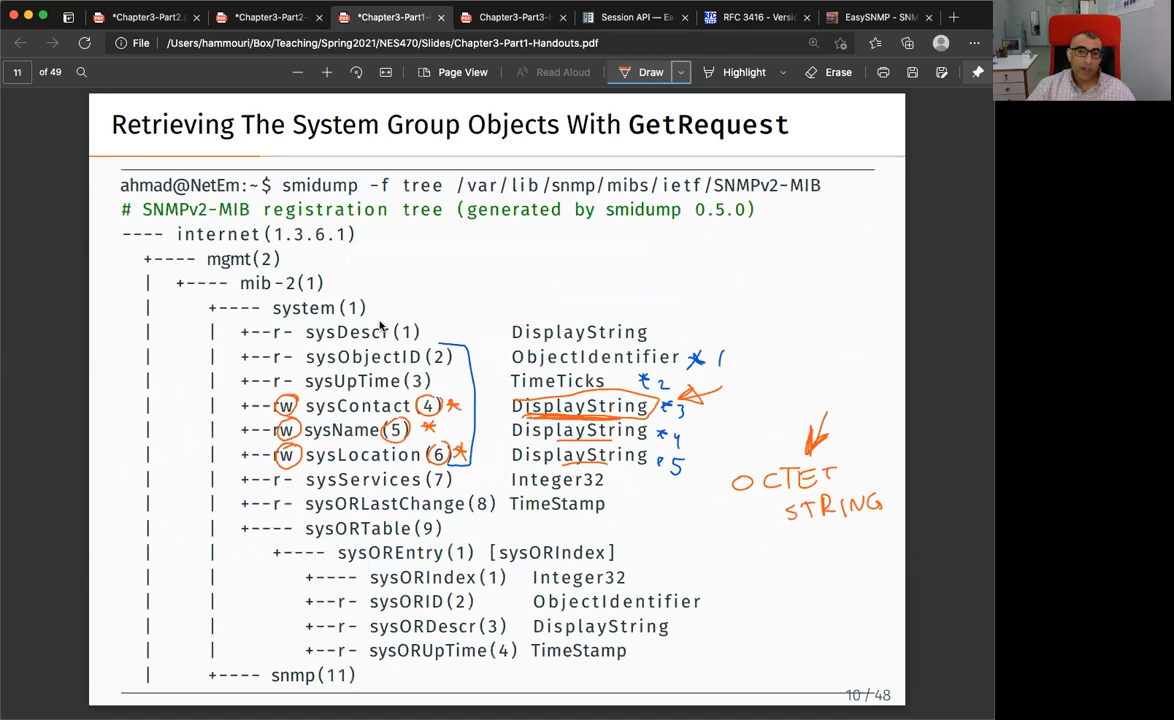 *Chapter3-Part2.p
*Chapter3-Part2-
*Chapter3-Part1-
Chapter3-Part3-
Session API — Ea
RFC 3416 - Versi
EasySNMP - SNM
File
/Users/hammouri/Box/Teaching/Spring2021/NES470/Slides/Chapter3-Part1-Handouts.pdf
11 of 49
Page View
Read Aloud
Draw
Highlight
Erase
Retrieving The System Group Objects With GetRequest
ahmad@NetEm:~$ smidump -f tree /var/lib/snmp/mibs/ietf/SNMPv2-MIB
# SNMPv2-MIB registration tree (generated by smidump 0.5.0)
---- internet(1.3.6.1)
+---- mgmt(2)
| +---- mib-2(1)
| +---- system(1)
| | +--r- sysDescr(1) DisplayString
| | +--r- sysObjectID(2) ObjectIdentifier * 1
| | +--r- sysUpTime(3) TimeTicks * 2
| | +--rw sysContact(4) * DisplayString * 3
| | +--rw sysName(5) * DisplayString * 4
| | +--rw sysLocation(6) * DisplayString * 5
| | +--r- sysServices(7) Integer32
| | +--r- sysORLastChange(8) TimeStamp
| | +---- sysORTable(9)
| | +---- sysOREntry(1) [sysORIndex]
| | +---- sysORIndex(1) Integer32
| | +--r- sysORID(2) ObjectIdentifier
| | +--r- sysORDescr(3) DisplayString
| | +--r- sysORUpTime(4) TimeStamp
| +---- snmp(11)
OCTET
STRING
10 / 48